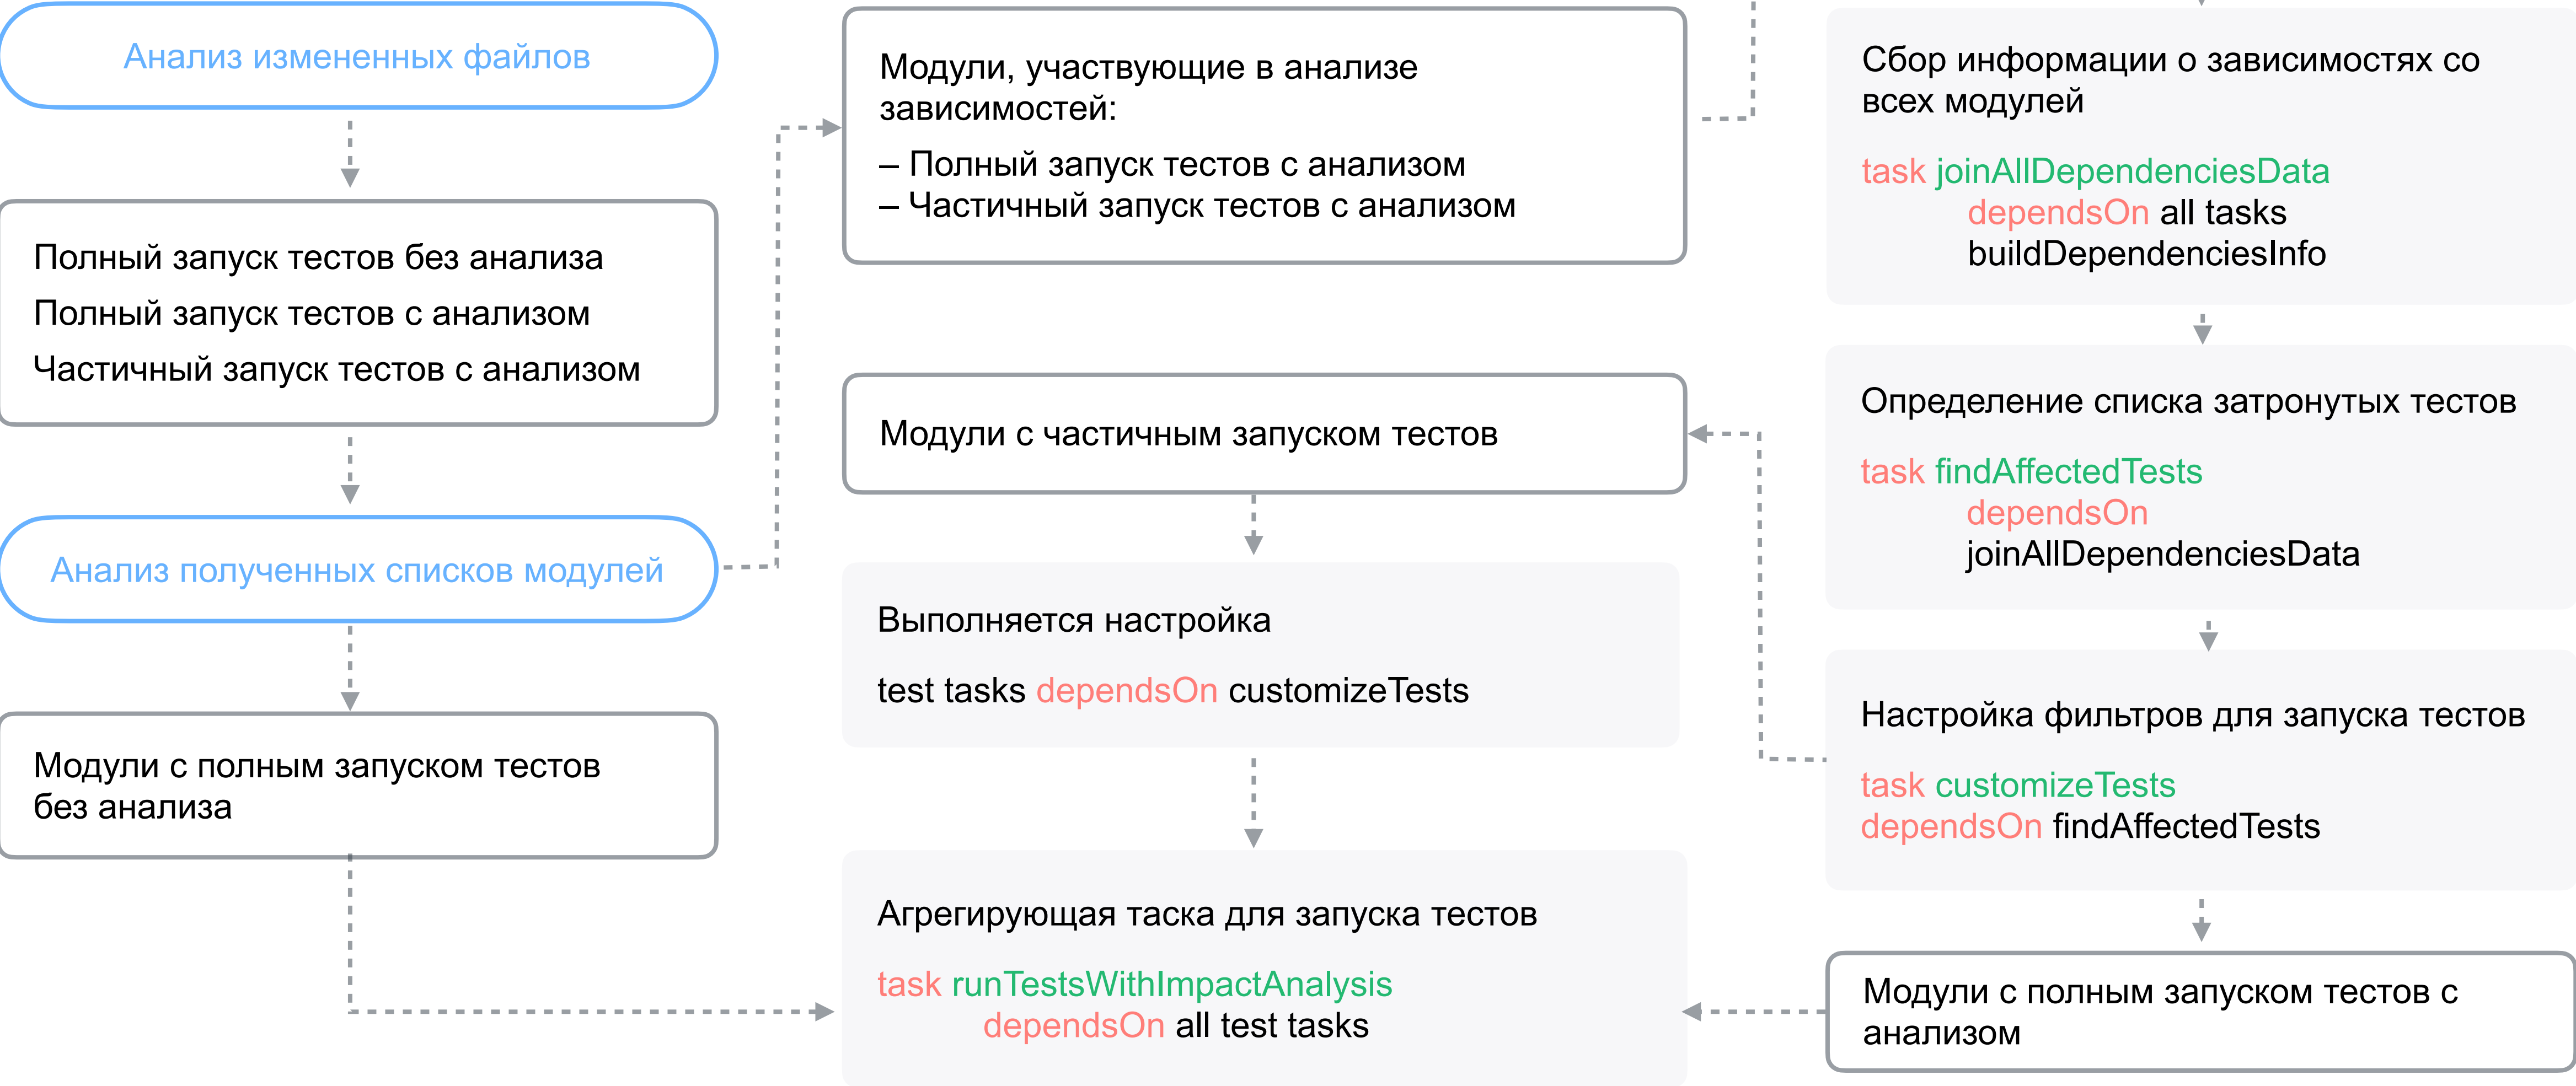 Анализ измененных файлов
Полный запуск тестов без анализа
Полный запуск тестов с анализом
Частичный запуск тестов с анализом
Анализ полученных списков модулей
Модули с полным запуском тестов
без анализа
Модули, участвующие в анализе
зависимостей:
– Полный запуск тестов с анализом
– Частичный запуск тестов с анализом
Модули с частичным запуском тестов
Выполняется настройка
test tasks dependsOn customizeTests
Агрегирующая таска для запуска тестов
task runTestsWithImpactAnalysis
dependsOn all test tasks
Сбор информации о зависимостях со
всех модулей
task joinAllDependenciesData
dependsOn all tasks
buildDependenciesInfo
Определение списка затронутых тестов
task findAffectedTests
dependsOn
joinAllDependenciesData
Настройка фильтров для запуска тестов
task customizeTests
dependsOn findAffectedTests
Модули с полным запуском тестов с
анализом